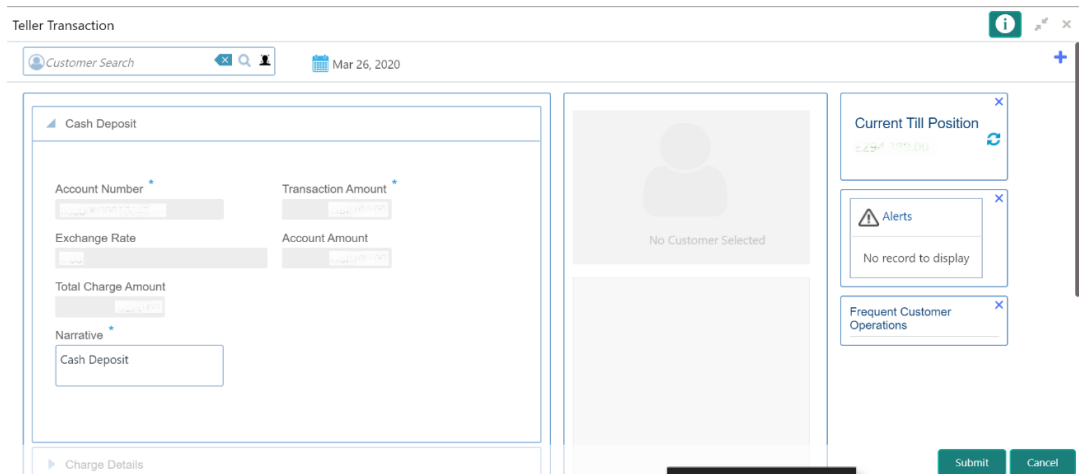 Teller Transaction
Customer Search
Mar 26, 2020
Cash Deposit
Account Number *
Transaction Amount *
Exchange Rate
Account Amount
Total Charge Amount
Narrative *
Cash Deposit
Charge Details
No Customer Selected
Current Till Position
Alerts
No record to display
Frequent Customer
Operations
Submit
Cancel